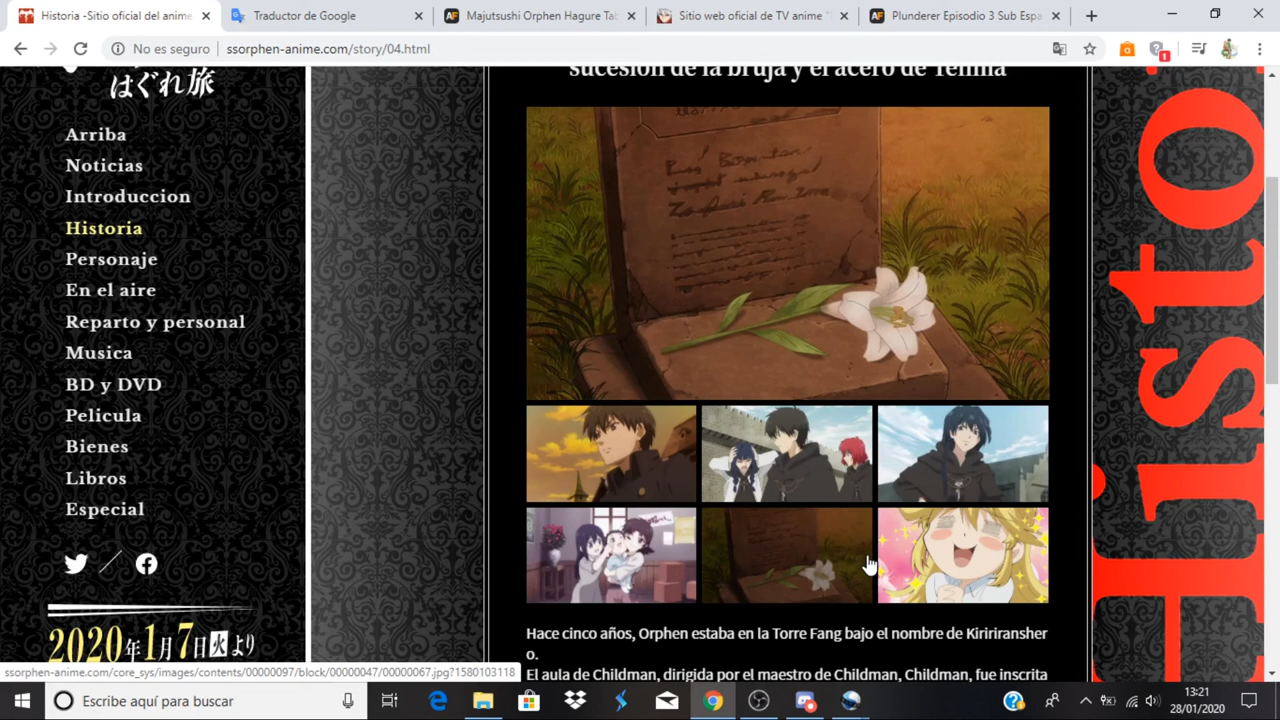 Historia -Sitio oficial del anime
Traductor de Google
Majutsushi Orphen Hagure Tab
Sitio web oficial de TV anime "
Plunderer Episodio 3 Sub Espa
No es seguro
ssorphen-anime.com/story/04.html
1
はぐれ旅
Arriba
Noticias
Introduccion
Historia
Personaje
En el aire
Reparto y personal
Musica
BD y DVD
Pelicula
Bienes
Libros
Especial
2020年1月7日火より
sucesión de la bruja y el acero de Tenma
Hace cinco años, Orphen estaba en la Torre Fang bajo el nombre de Kiririransher
o.
El aula de Childman, dirigida por el maestro de Childman, Childman, fue inscrita
Histo
ssorphen-anime.com/core_sys/images/contents/00000097/block/00000047/00000067.jpg?1580103118
Escribe aquí para buscar
13:21
28/01/2020